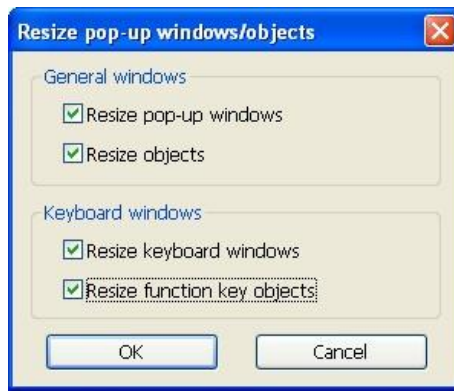 Resize pop-up windows/objects
General windows
Resize pop-up windows
Resize objects
Keyboard windows
Resize keyboard windows
Resize function key objects
OK Cancel